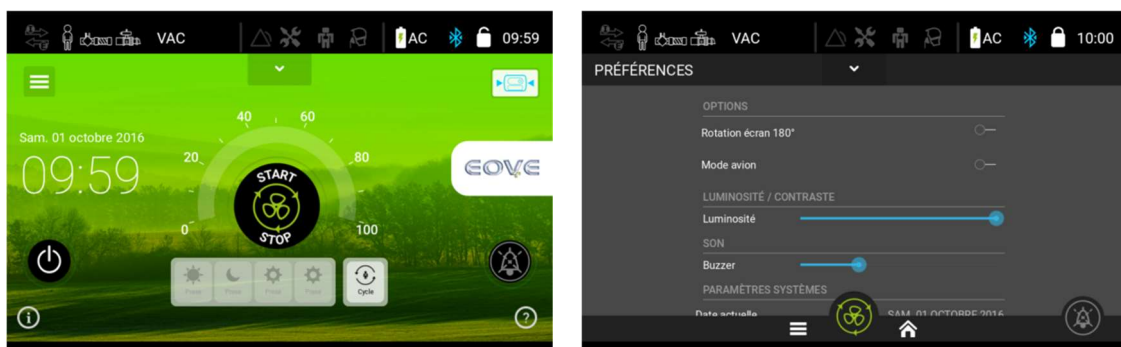 VAC
AC
09:59
40
60
Sam. 01 octobre 2016
09:59
20
80
EOVE
START
STOP
0
100
Cycle
VAC
AC
10:00
PRÉFÉRENCES
OPTIONS
Rotation écran 180°
Mode avion
LUMINOSITÉ / CONTRASTE
Luminosité
SON
Buzzer
PARAMÈTRES SYSTÈMES
Date actuelle
SAM. 01 OCTOBRE 2016